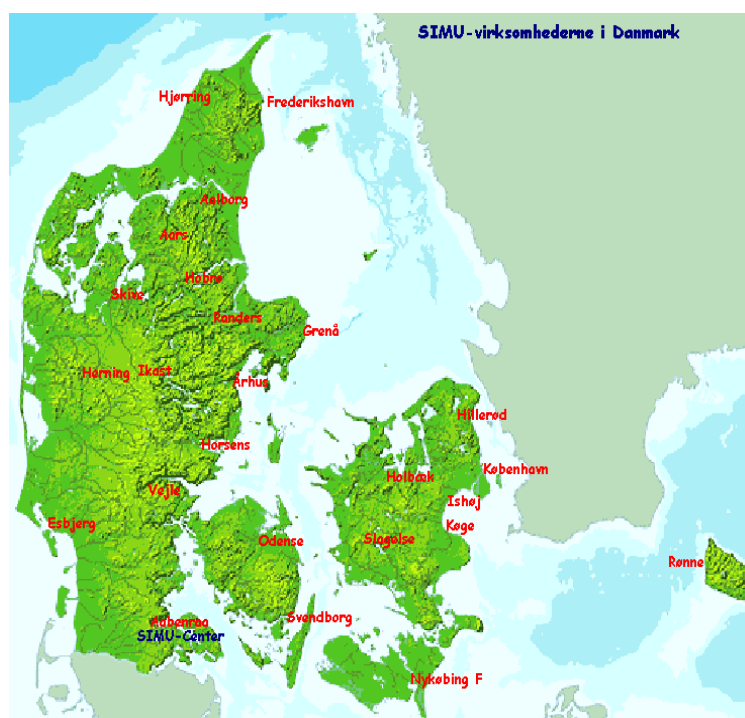 SIMU-virksomhederne i Danmark
Hjørring
Frederikshavn
Aalborg
Aars
Hobro
Skive
Randers
Grenå
Herning
Ikast
Århus
Hillerød
Horsens
København
Holbæk
Vejle
Ishøj
Esbjerg
Køge
Odense
Slagelse
Rønne
Svendborg
Aabenraa
SIMU-Center
Nykøbing F